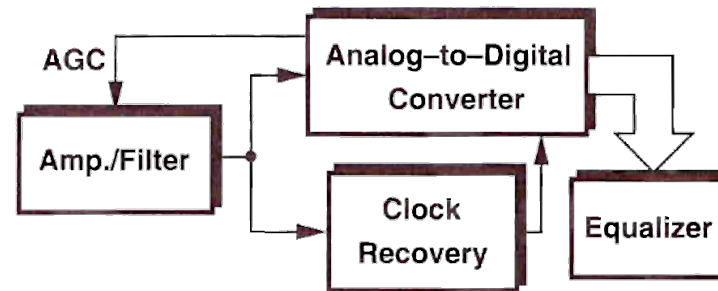 AGC
Analog–to–Digital
Converter
Amp./Filter
Clock
Recovery
Equalizer